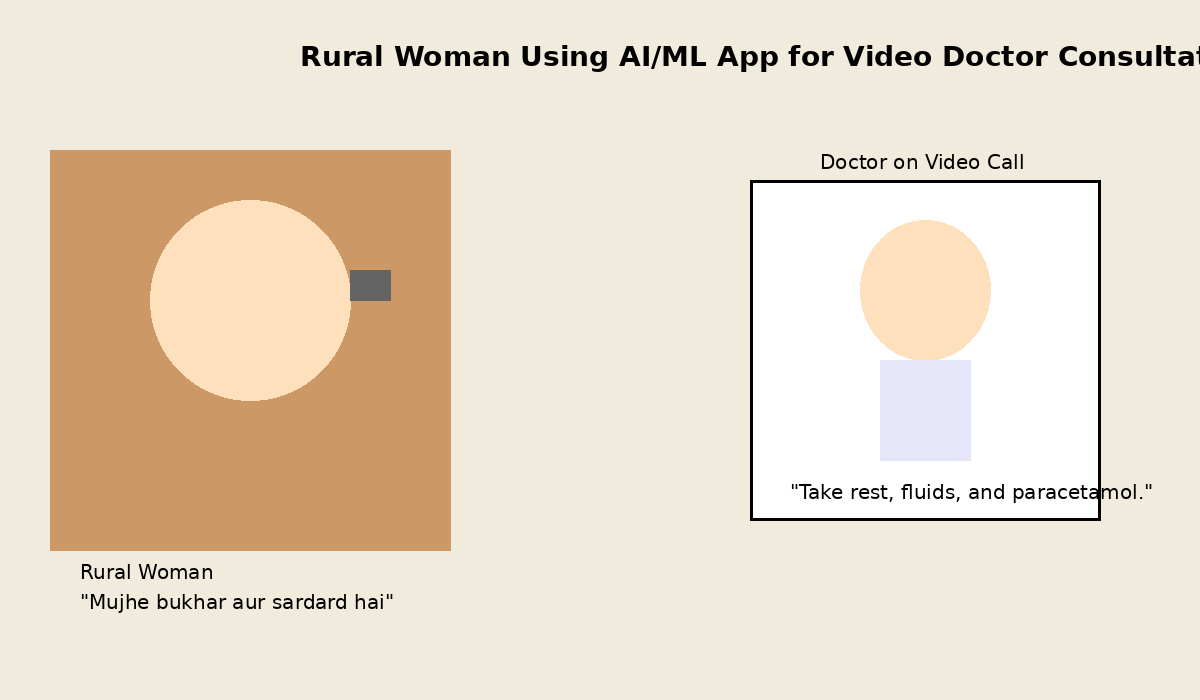 Rural Woman Using AI/ML App for Video Doctor Consultat
Doctor on Video Call
"Take rest, fluids, and paracetamol."
Rural Woman
"Mujhe bukhar aur sardard hai"